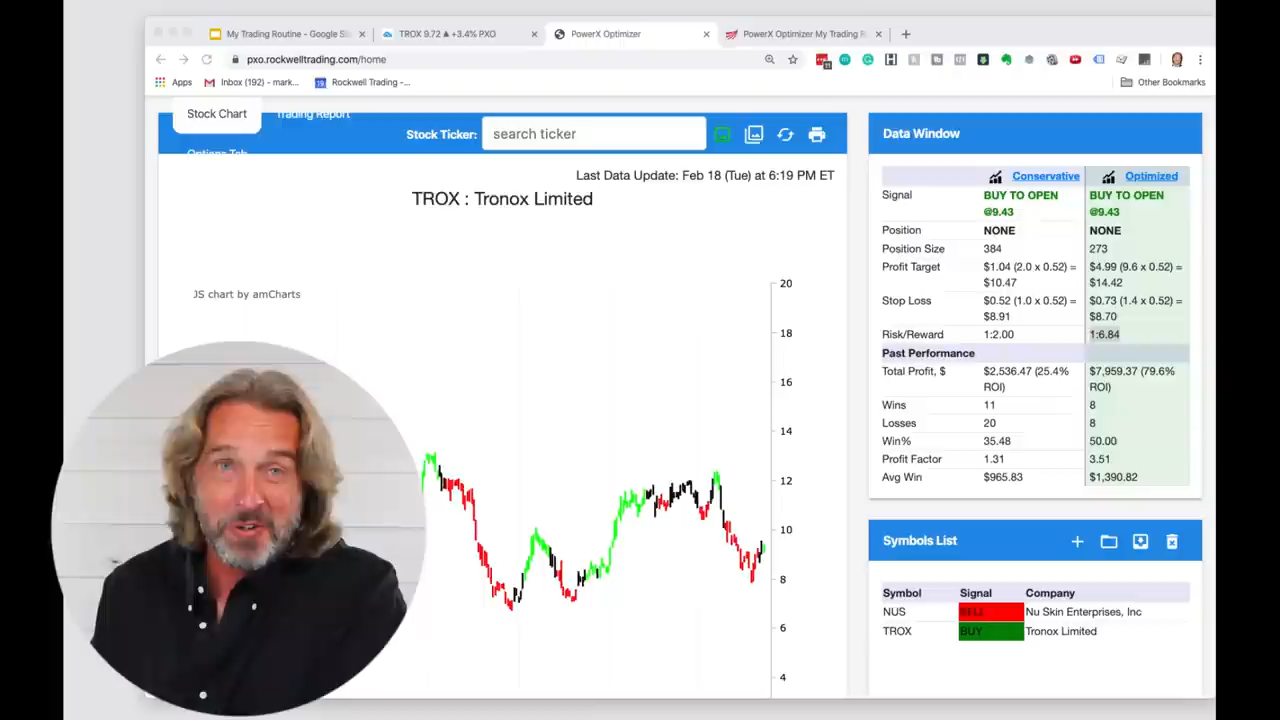 My Trading Routine - Google Sli
TROX 9.72 ▲ +3.4% PXO
PowerX Optimizer
PowerX Optimizer My Trading R
pxo.rockwelltrading.com/home
Apps
Inbox (192) - mark...
Rockwell Trading -...
Other Bookmarks
Stock Chart
Trading Report
Options Tab
Stock Ticker:
search ticker
Last Data Update: Feb 18 (Tue) at 6:19 PM ET
TROX : Tronox Limited
JS chart by amCharts
20
18
16
14
12
10
8
6
4
Data Window
Conservative Optimized
Signal BUY TO OPEN @9.43 BUY TO OPEN @9.43
Position NONE NONE
Position Size 384 273
Profit Target $1.04 (2.0 x 0.52) = $10.47 $4.99 (9.6 x 0.52) = $14.42
Stop Loss $0.52 (1.0 x 0.52) = $8.91 $0.73 (1.4 x 0.52) = $8.70
Risk/Reward 1:2.00 1:6.84
Past Performance
Total Profit, $ $2,536.47 (25.4% ROI) $7,959.37 (79.6% ROI)
Wins 11 8
Losses 20 8
Win% 35.48 50.00
Profit Factor 1.31 3.51
Avg Win $965.83 $1,390.82
Symbols List
Symbol Signal Company
NUS SELL Nu Skin Enterprises, Inc
TROX BUY Tronox Limited